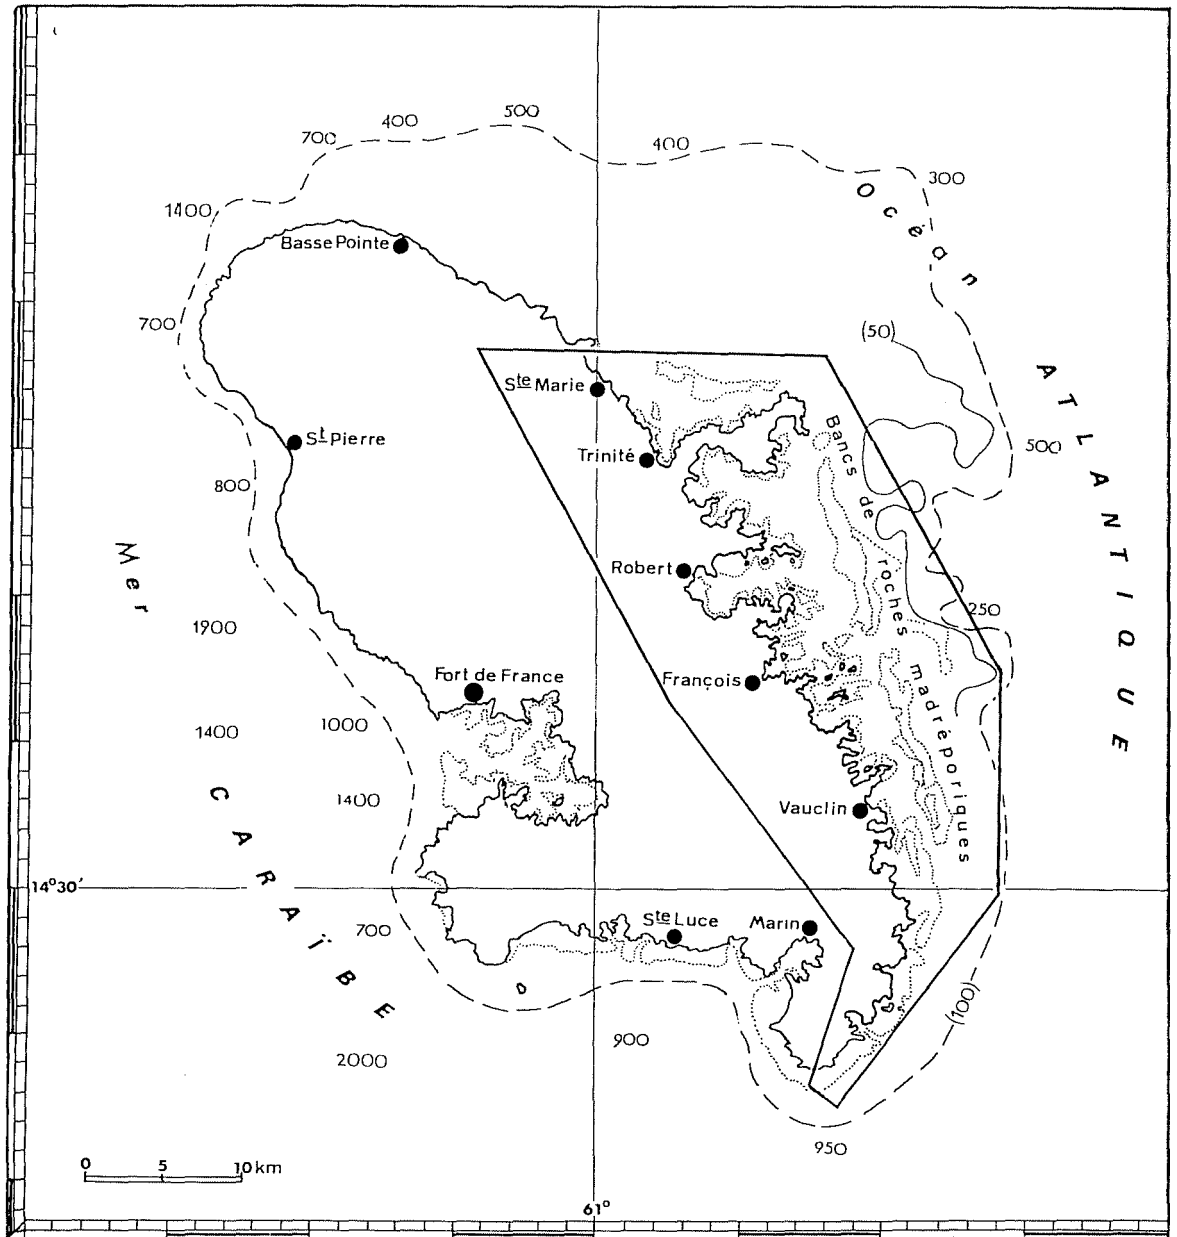 500
400
700
400
300
1400
Océan
Basse Pointe
700
(50)
ATLANTIQUE
Ste Marie
St Pierre
Trinité
500
800
Bancs de roches madréporiques
Mer CARAÏBE
Robert
250
1900
Fort de France
François
1000
1400
1400
Vauclin
14°30'
700
Ste Luce
Marin
(100)
900
2000
950
0 5 10 km
61°